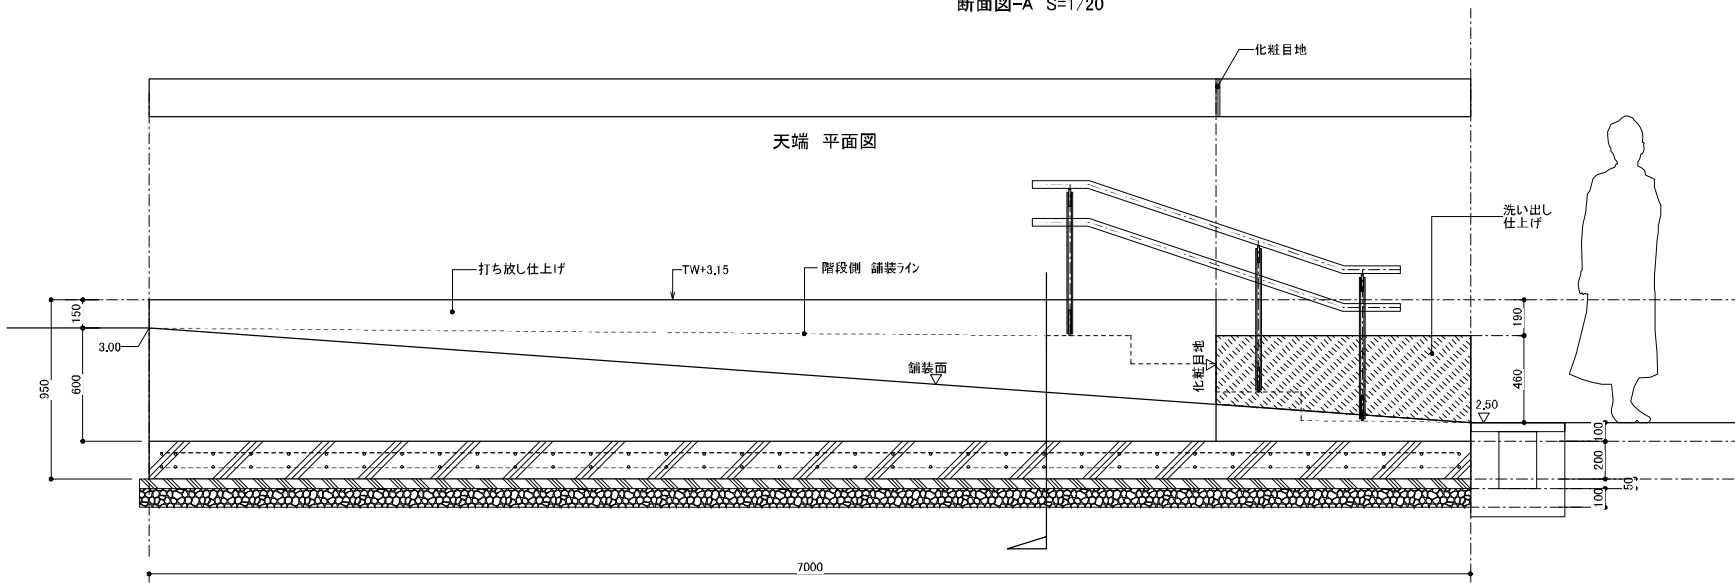 断面図-A S=1/20
化粧目地
天端 平面図
洗い出し
仕上げ
打ち放し仕上げ
TW+3.15
階段側 舗装ライン
150
190
3.00
舗装面
化粧目地
950
600
460
2.50
100
200
50
100
7000